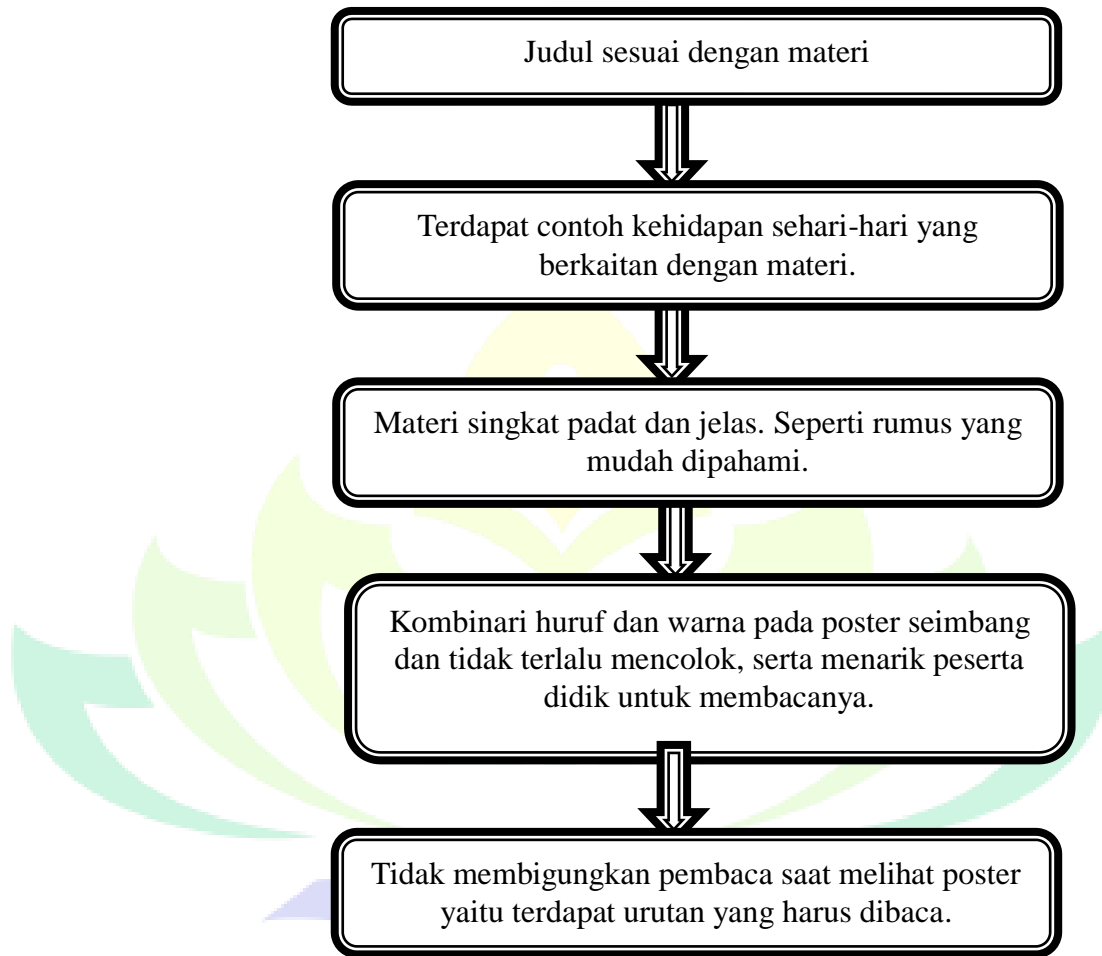 Judul sesuai dengan materi
Terdapat contoh kehidapan sehari-hari yang
berkaitan dengan materi.
Materi singkat padat dan jelas. Seperti rumus yang
mudah dipahami.
Kombinari huruf dan warna pada poster seimbang
dan tidak terlalu mencolok, serta menarik peserta
didik untuk membacanya.
Tidak membigungkan pembaca saat melihat poster
yaitu terdapat urutan yang harus dibaca.